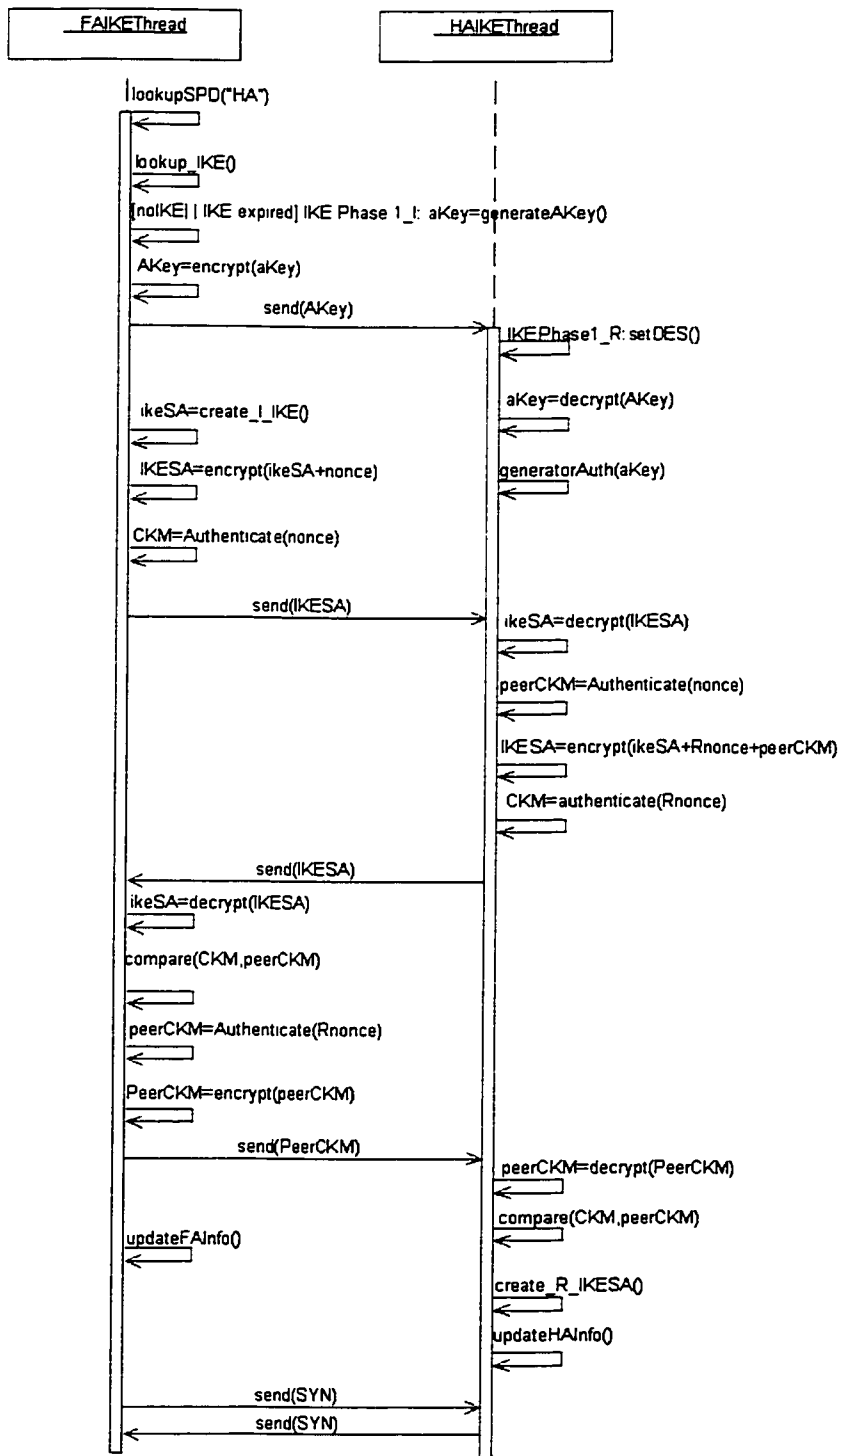 FAIKEThread
HAIKEThread
lookupSPD("HA")
lookup_IKE()
[noIKE| | IKE expired] IKE Phase 1_I: aKey=generateAKey()
AKey=encrypt(aKey)
send(AKey)
IKEPhase1_R: setDES()
aKey=decrypt(AKey)
ikeSA=create_I_IKE()
IKESA=encrypt(ikeSA+nonce)
generatorAuth(aKey)
CKM=Authenticate(nonce)
send(IKESA)
ikeSA=decrypt(IKESA)
peerCKM=Authenticate(nonce)
IKESA=encrypt(ikeSA+Rnonce+peerCKM)
CKM=authenticate(Rnonce)
send(IKESA)
ikeSA=decrypt(IKESA)
compare(CKM,peerCKM)
peerCKM=Authenticate(Rnonce)
PeerCKM=encrypt(peerCKM)
send(PeerCKM)
peerCKM=decrypt(PeerCKM)
compare(CKM,peerCKM)
updateFAInfo()
create_R_IKESA()
updateHAInfo()
send(SYN)
send(SYN)